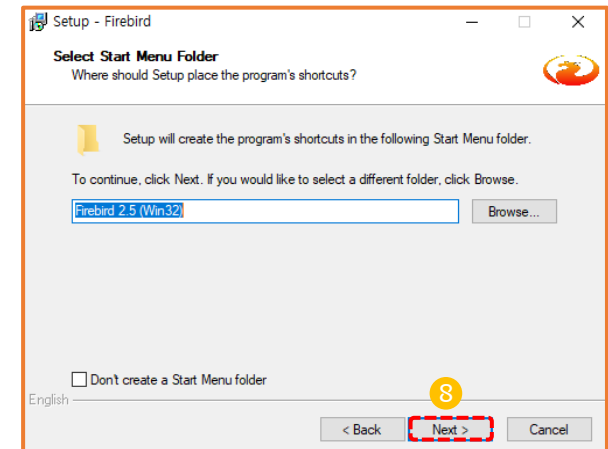 Setup - Firebird
Select Start Menu Folder
Where should Setup place the program's shortcuts?
Setup will create the program's shortcuts in the following Start Menu folder.
To continue, click Next. If you would like to select a different folder, click Browse.
Firebird 2.5 (Win32)
Browse...
Don't create a Start Menu folder
English
8
< Back
Next >
Cancel